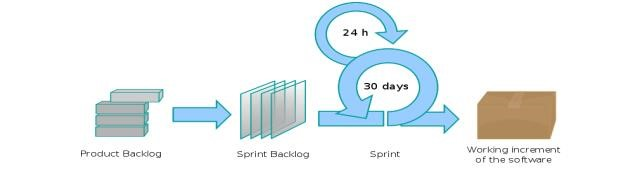 24 h
30 days
Product Backlog
Sprint Backlog
Sprint
Working increment
of the software